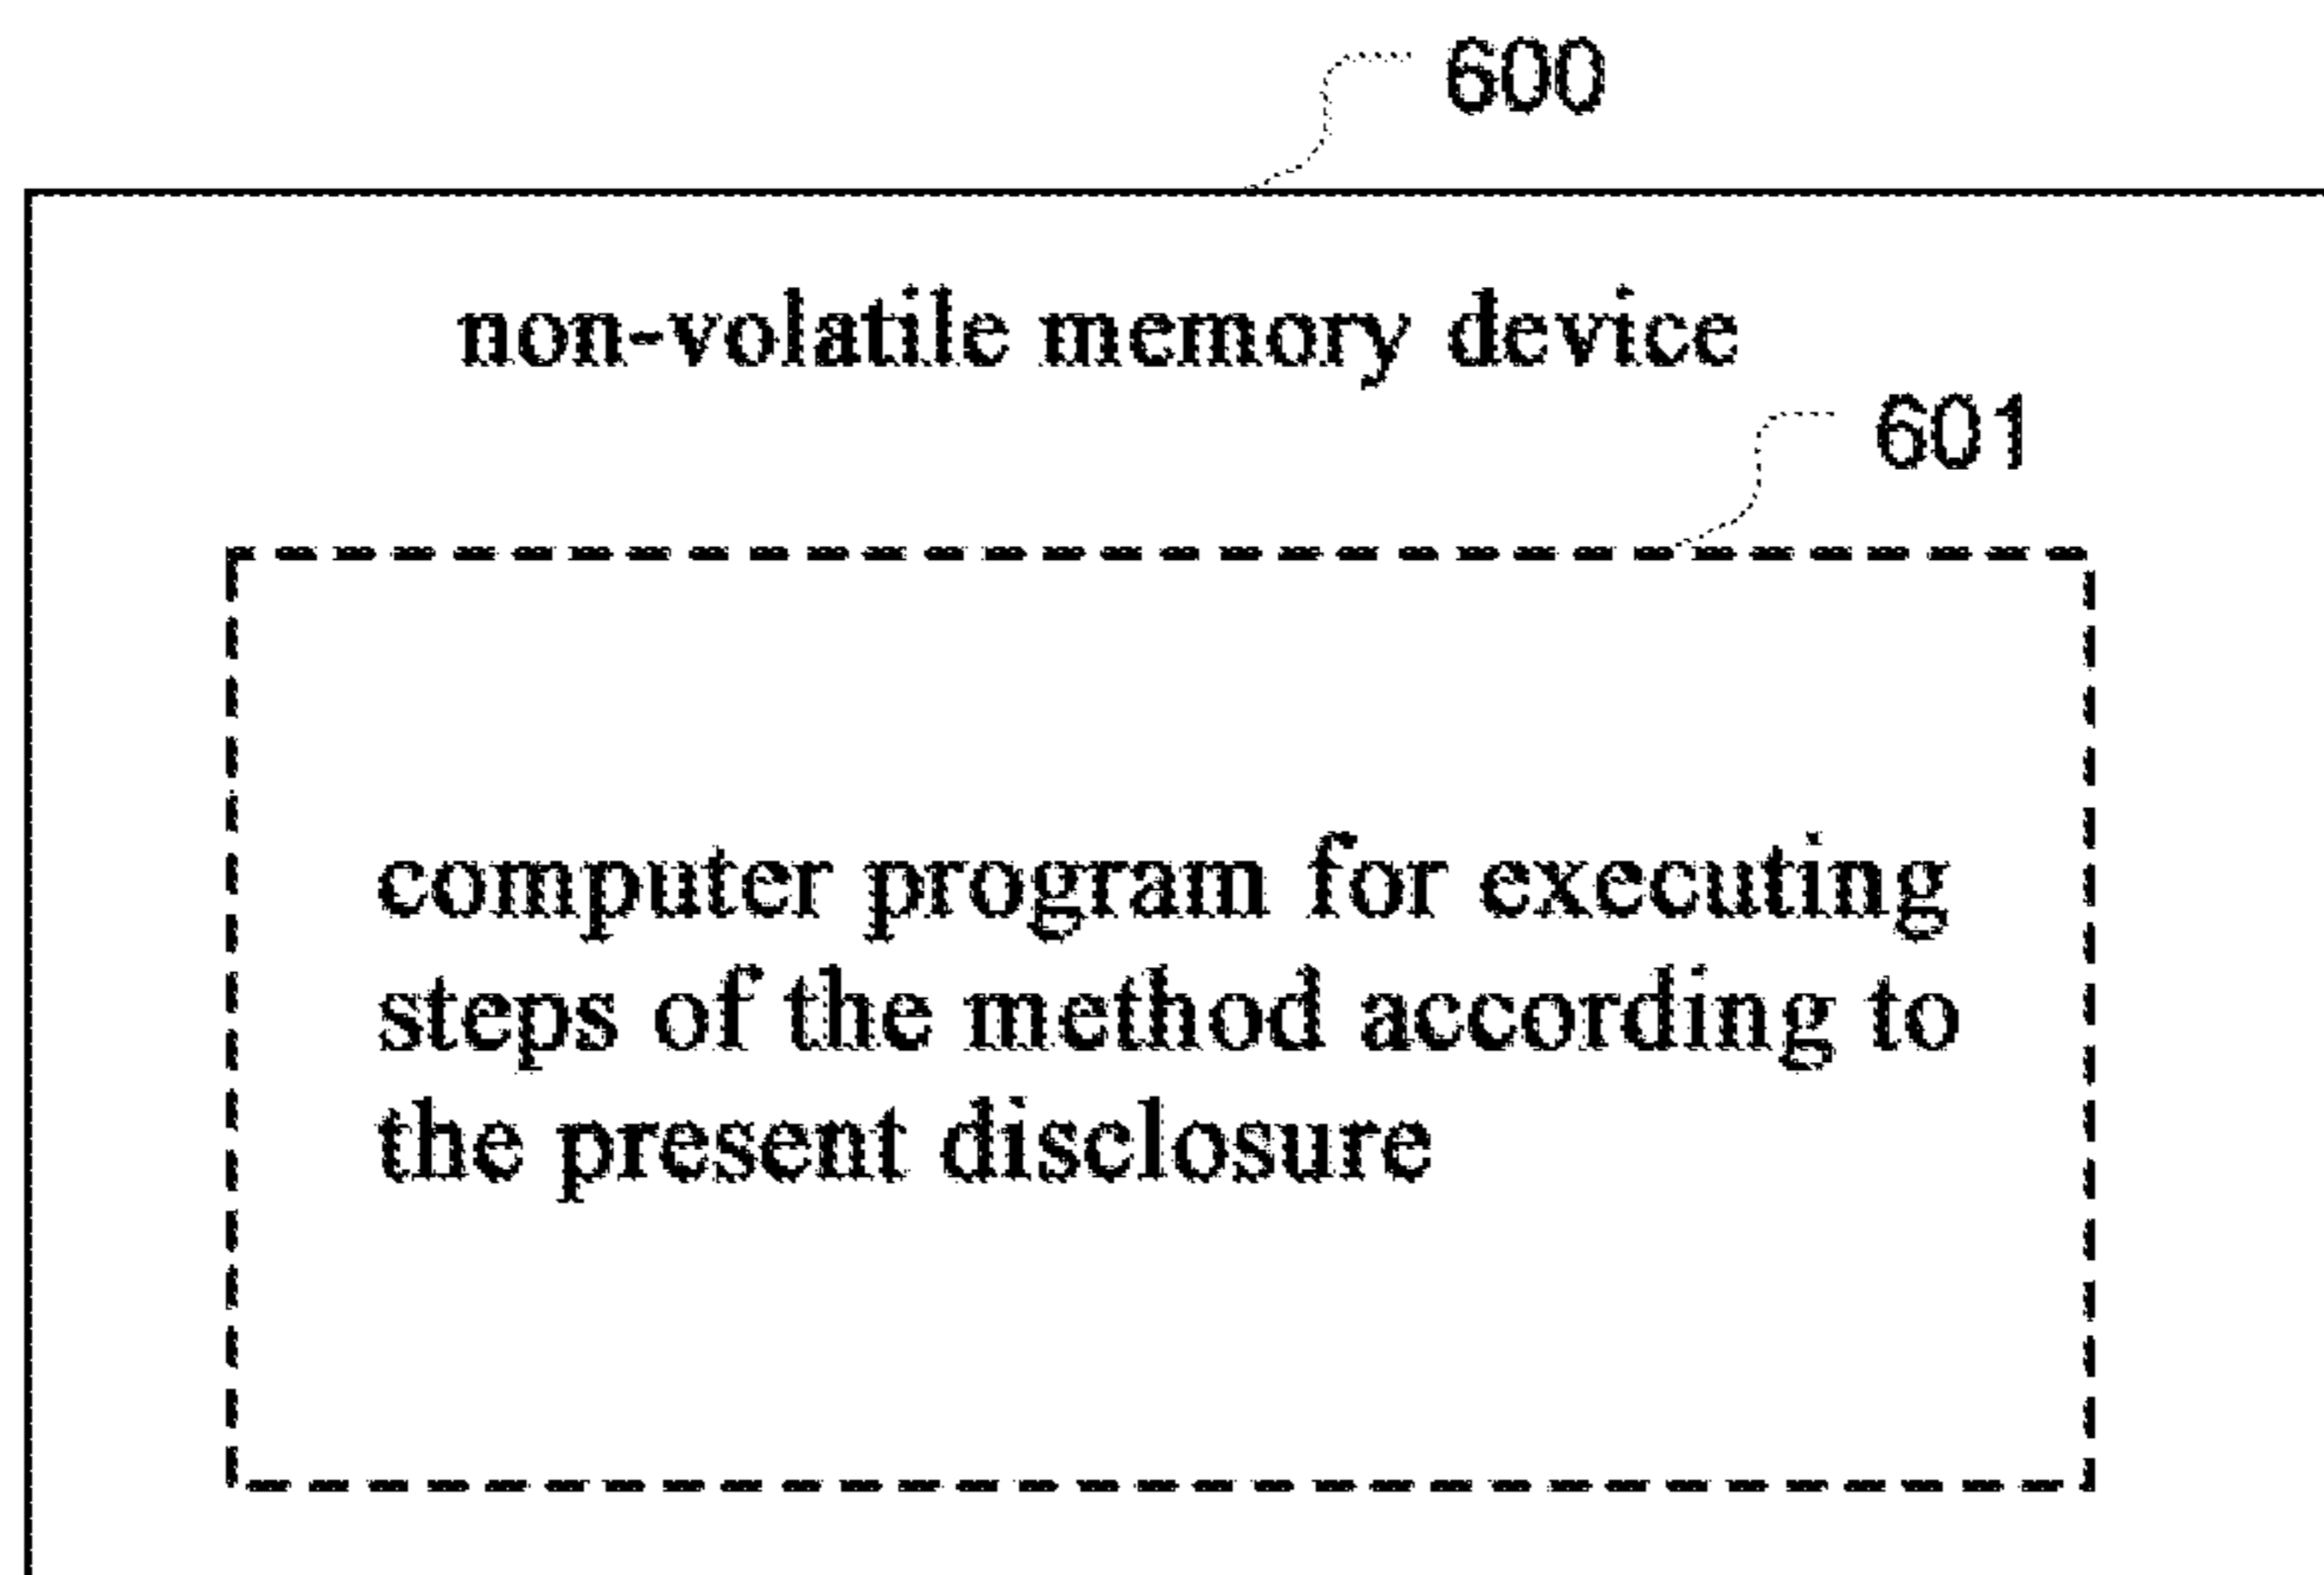 600
non-volatile memory device
601
computer program for executing
steps of the method according to
the present disclosure